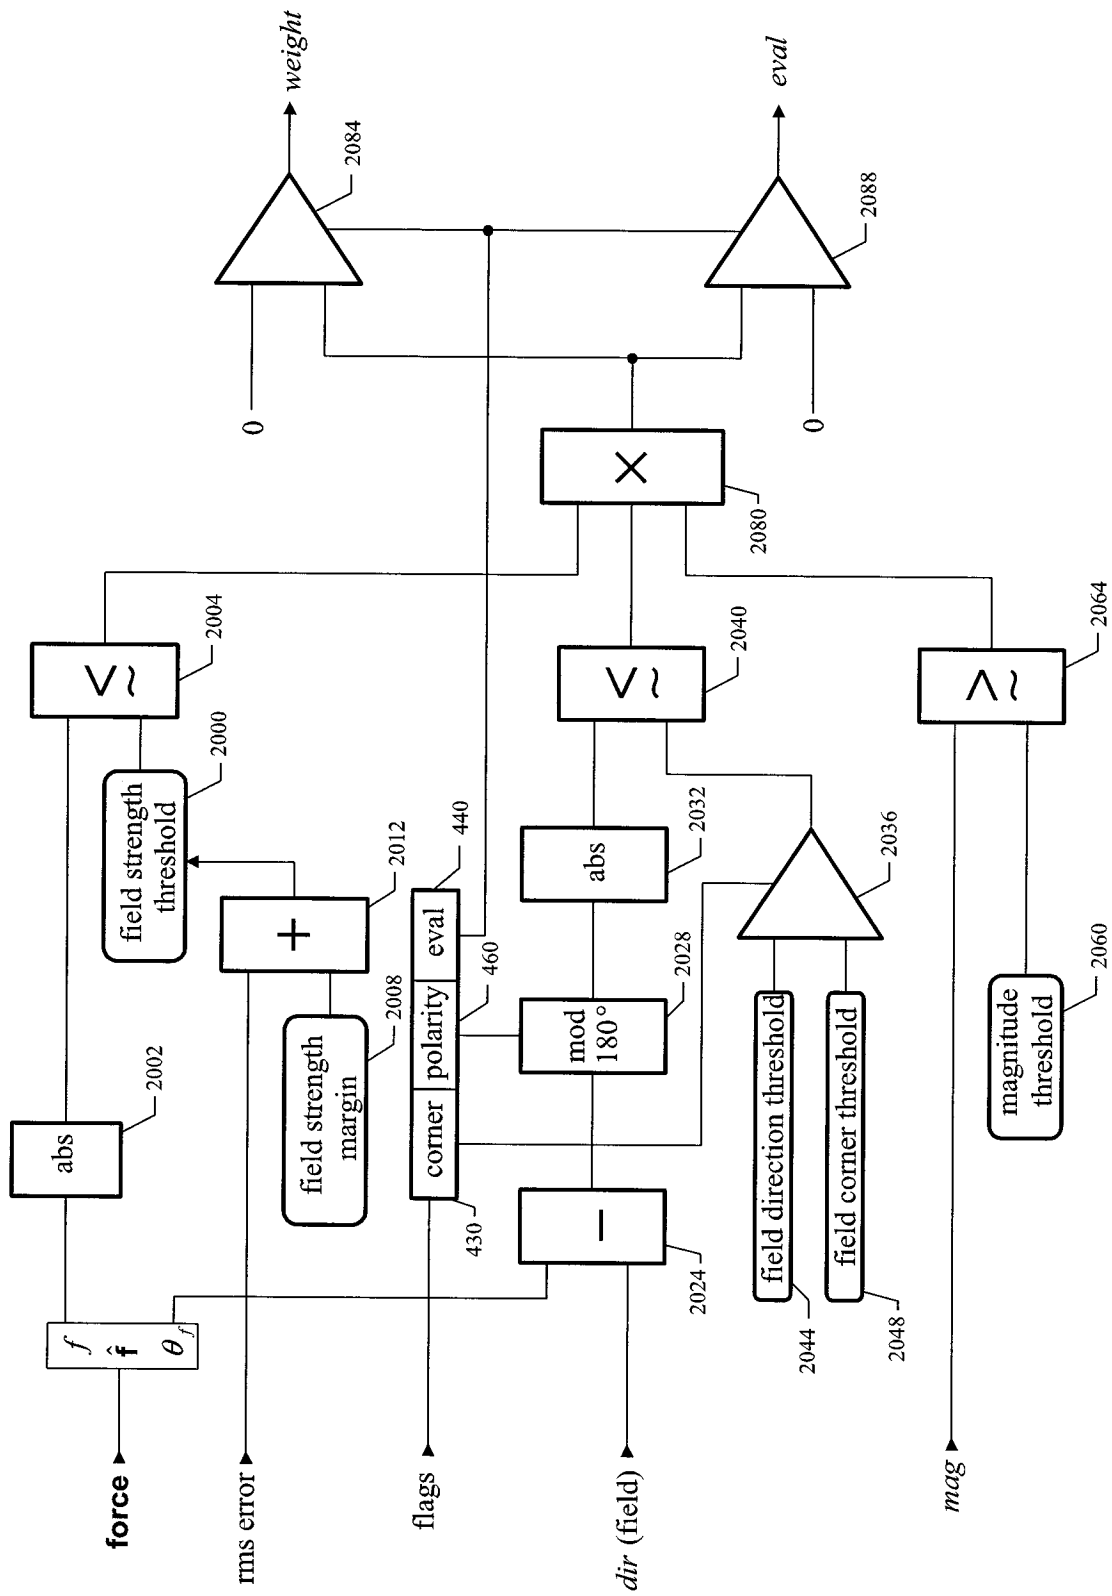 force
f
f̂
θf
abs
2002
<
~
2004
weight
0
2084
field strength
threshold
2000
rms error
+
2012
field strength
margin
2008
flags
corner
polarity
eval
430
460
440
dir (field)
−
2024
mod
180°
2028
abs
2032
<
~
2040
×
2080
field direction threshold
2044
field corner threshold
2048
2036
0
eval
2088
mag
magnitude
threshold
2060
>
~
2064